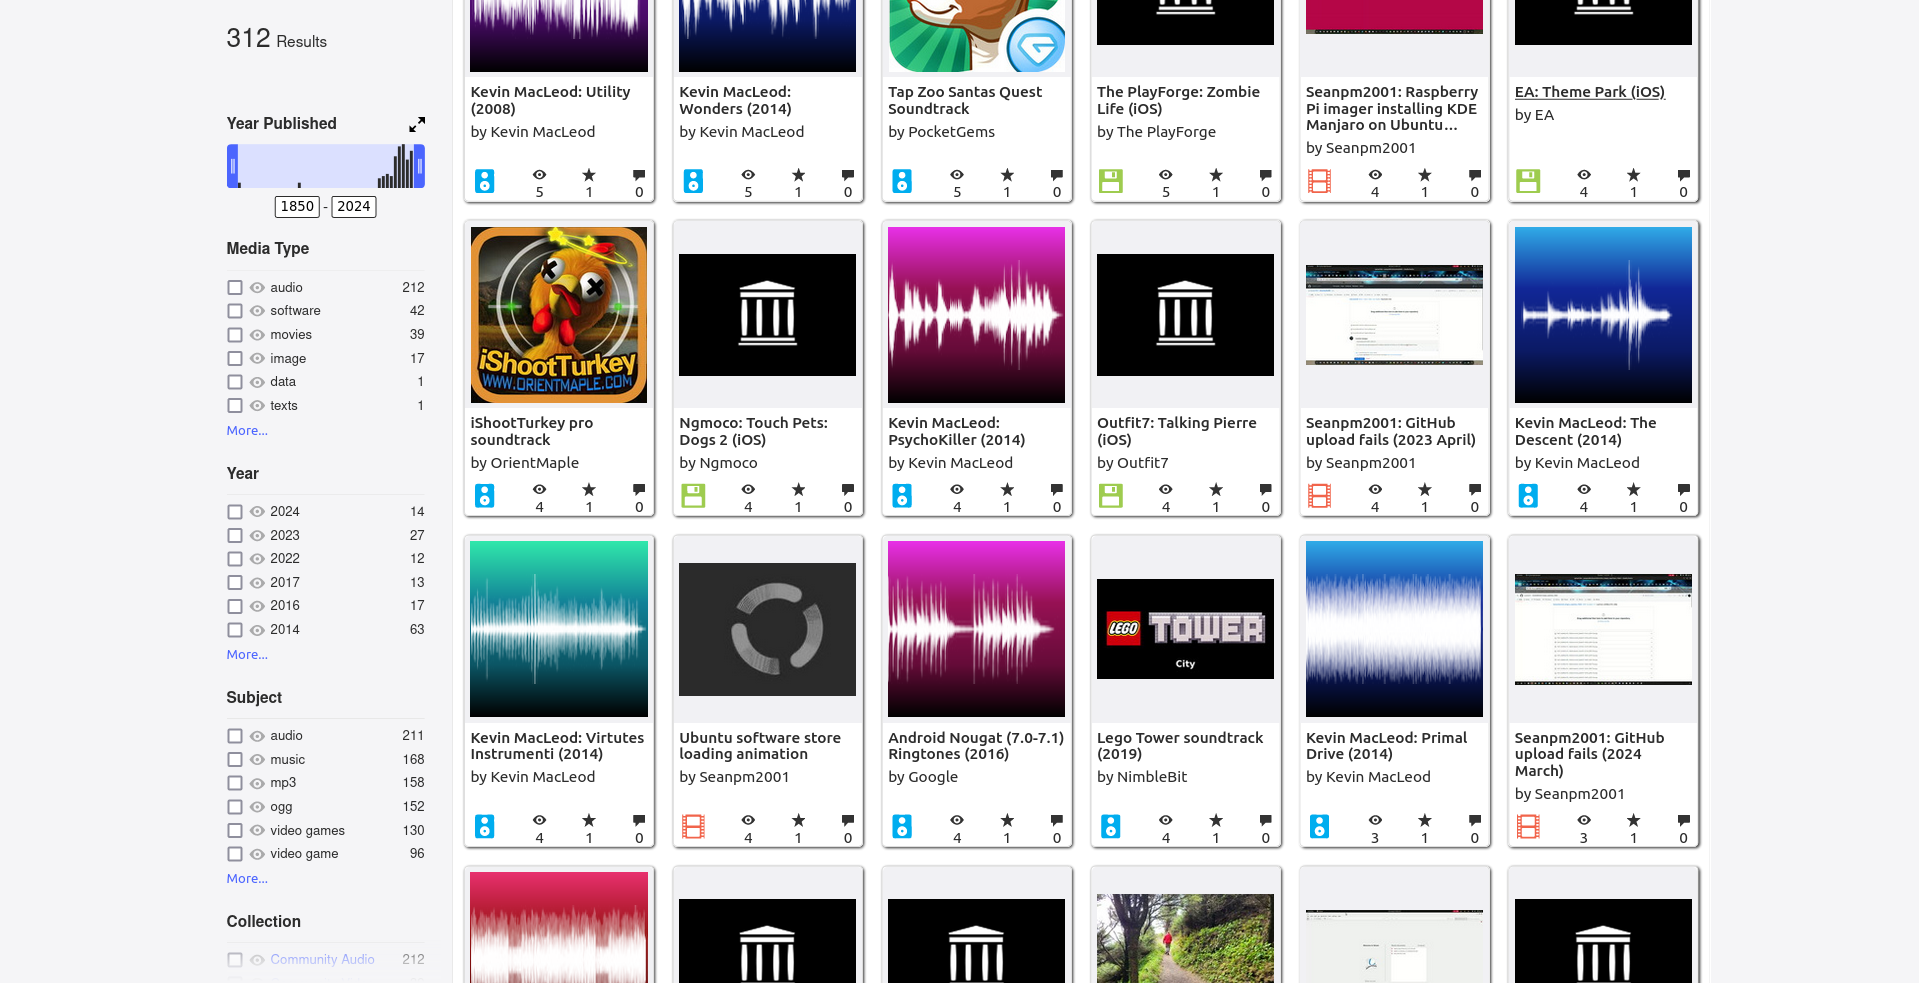 312 Results
Year Published
1850 - 2024
Media Type
audio 212
software 42
movies 39
image 17
data 1
texts 1
More...
Year
2024 14
2023 27
2022 12
2017 13
2016 17
2014 63
More...
Subject
audio 211
music 168
mp3 158
ogg 152
video games 130
video game 96
More...
Collection
Community Audio 212
Kevin MacLeod: Utility
(2008)
by Kevin MacLeod
5 1 0
Kevin MacLeod:
Wonders (2014)
by Kevin MacLeod
5 1 0
Tap Zoo Santas Quest
Soundtrack
by PocketGems
5 1 0
The PlayForge: Zombie
Life (iOS)
by The PlayForge
5 1 0
Seanpm2001: Raspberry
Pi imager installing KDE
Manjaro on Ubuntu...
by Seanpm2001
4 1 0
EA: Theme Park (iOS)
by EA
4 1 0
iShootTurkey
WWW.ORIENTMAPLE.COM
iShootTurkey pro
soundtrack
by OrientMaple
4 1 0
Ngmoco: Touch Pets:
Dogs 2 (iOS)
by Ngmoco
4 1 0
Kevin MacLeod:
PsychoKiller (2014)
by Kevin MacLeod
4 1 0
Outfit7: Talking Pierre
(iOS)
by Outfit7
4 1 0
Seanpm2001: GitHub
upload fails (2023 April)
by Seanpm2001
4 1 0
Kevin MacLeod: The
Descent (2014)
by Kevin MacLeod
4 1 0
Kevin MacLeod: Virtutes
Instrumenti (2014)
by Kevin MacLeod
4 1 0
Ubuntu software store
loading animation
by Seanpm2001
4 1 0
Android Nougat (7.0-7.1)
Ringtones (2016)
by Google
4 1 0
LEGO TOWER
City
Lego Tower soundtrack
(2019)
by NimbleBit
4 1 0
Kevin MacLeod: Primal
Drive (2014)
by Kevin MacLeod
3 1 0
Seanpm2001: GitHub
upload fails (2024
March)
by Seanpm2001
3 1 0